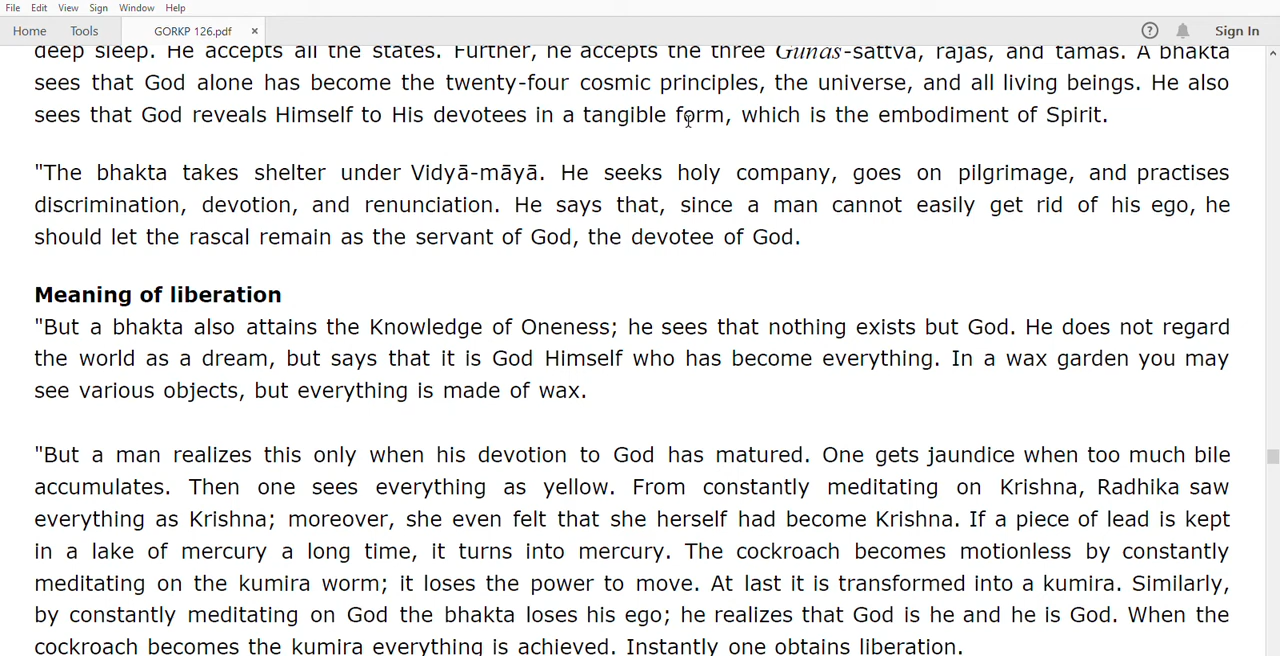 File Edit View Sign Window Help
Home Tools GORKP 126.pdf × ? Sign In
deep sleep. He accepts all the states. Further, he accepts the three Gunas-sattva, rajas, and tamas. A bhakta
sees that God alone has become the twenty-four cosmic principles, the universe, and all living beings. He also
sees that God reveals Himself to His devotees in a tangible form, which is the embodiment of Spirit.
"The bhakta takes shelter under Vidyā-māyā. He seeks holy company, goes on pilgrimage, and practises
discrimination, devotion, and renunciation. He says that, since a man cannot easily get rid of his ego, he
should let the rascal remain as the servant of God, the devotee of God.
Meaning of liberation
"But a bhakta also attains the Knowledge of Oneness; he sees that nothing exists but God. He does not regard
the world as a dream, but says that it is God Himself who has become everything. In a wax garden you may
see various objects, but everything is made of wax.
"But a man realizes this only when his devotion to God has matured. One gets jaundice when too much bile
accumulates. Then one sees everything as yellow. From constantly meditating on Krishna, Radhika saw
everything as Krishna; moreover, she even felt that she herself had become Krishna. If a piece of lead is kept
in a lake of mercury a long time, it turns into mercury. The cockroach becomes motionless by constantly
meditating on the kumira worm; it loses the power to move. At last it is transformed into a kumira. Similarly,
by constantly meditating on God the bhakta loses his ego; he realizes that God is he and he is God. When the
cockroach becomes the kumira everything is achieved. Instantly one obtains liberation.